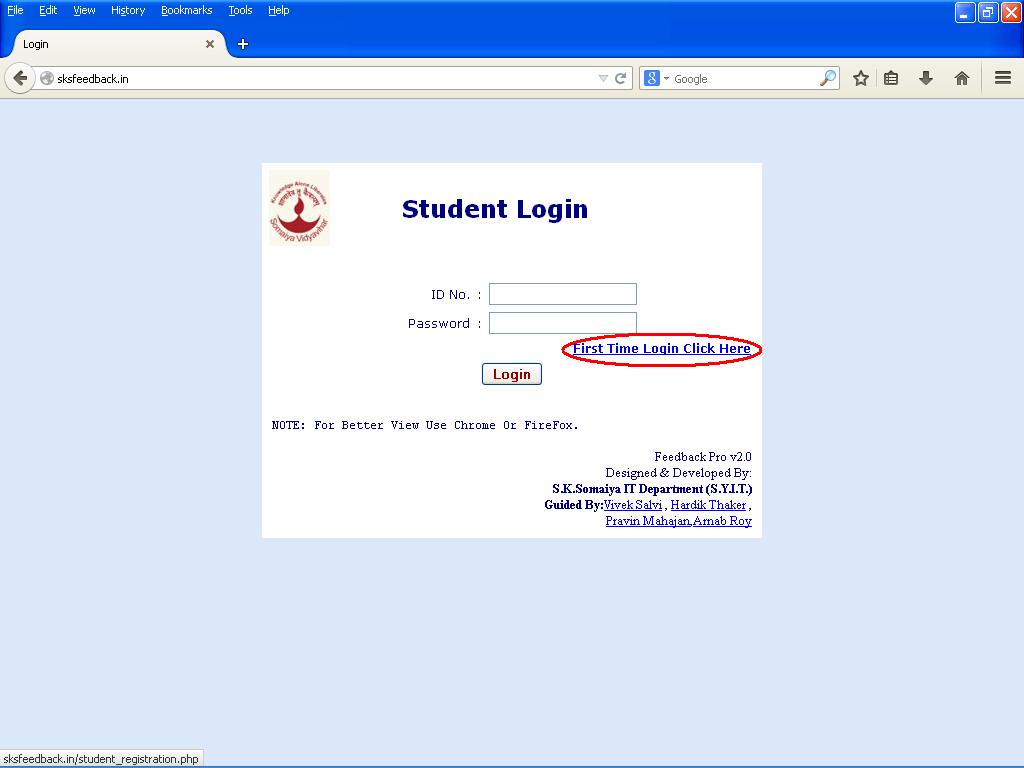 File Edit View History Bookmarks Tools Help
Login
sksfeedback.in
Google
Knowledge Alone Liberates
Somaiya Vidyavihar
Student Login
ID No. :
Password :
First Time Login Click Here
Login
NOTE: For Better View Use Chrome Or FireFox.
Feedback Pro v2.0
Designed & Developed By:
S.K.Somaiya IT Department (S.Y.I.T.)
Guided By:Vivek Salvi , Hardik Thaker ,
Pravin Mahajan,Arnab Roy
sksfeedback.in/student_registration.php